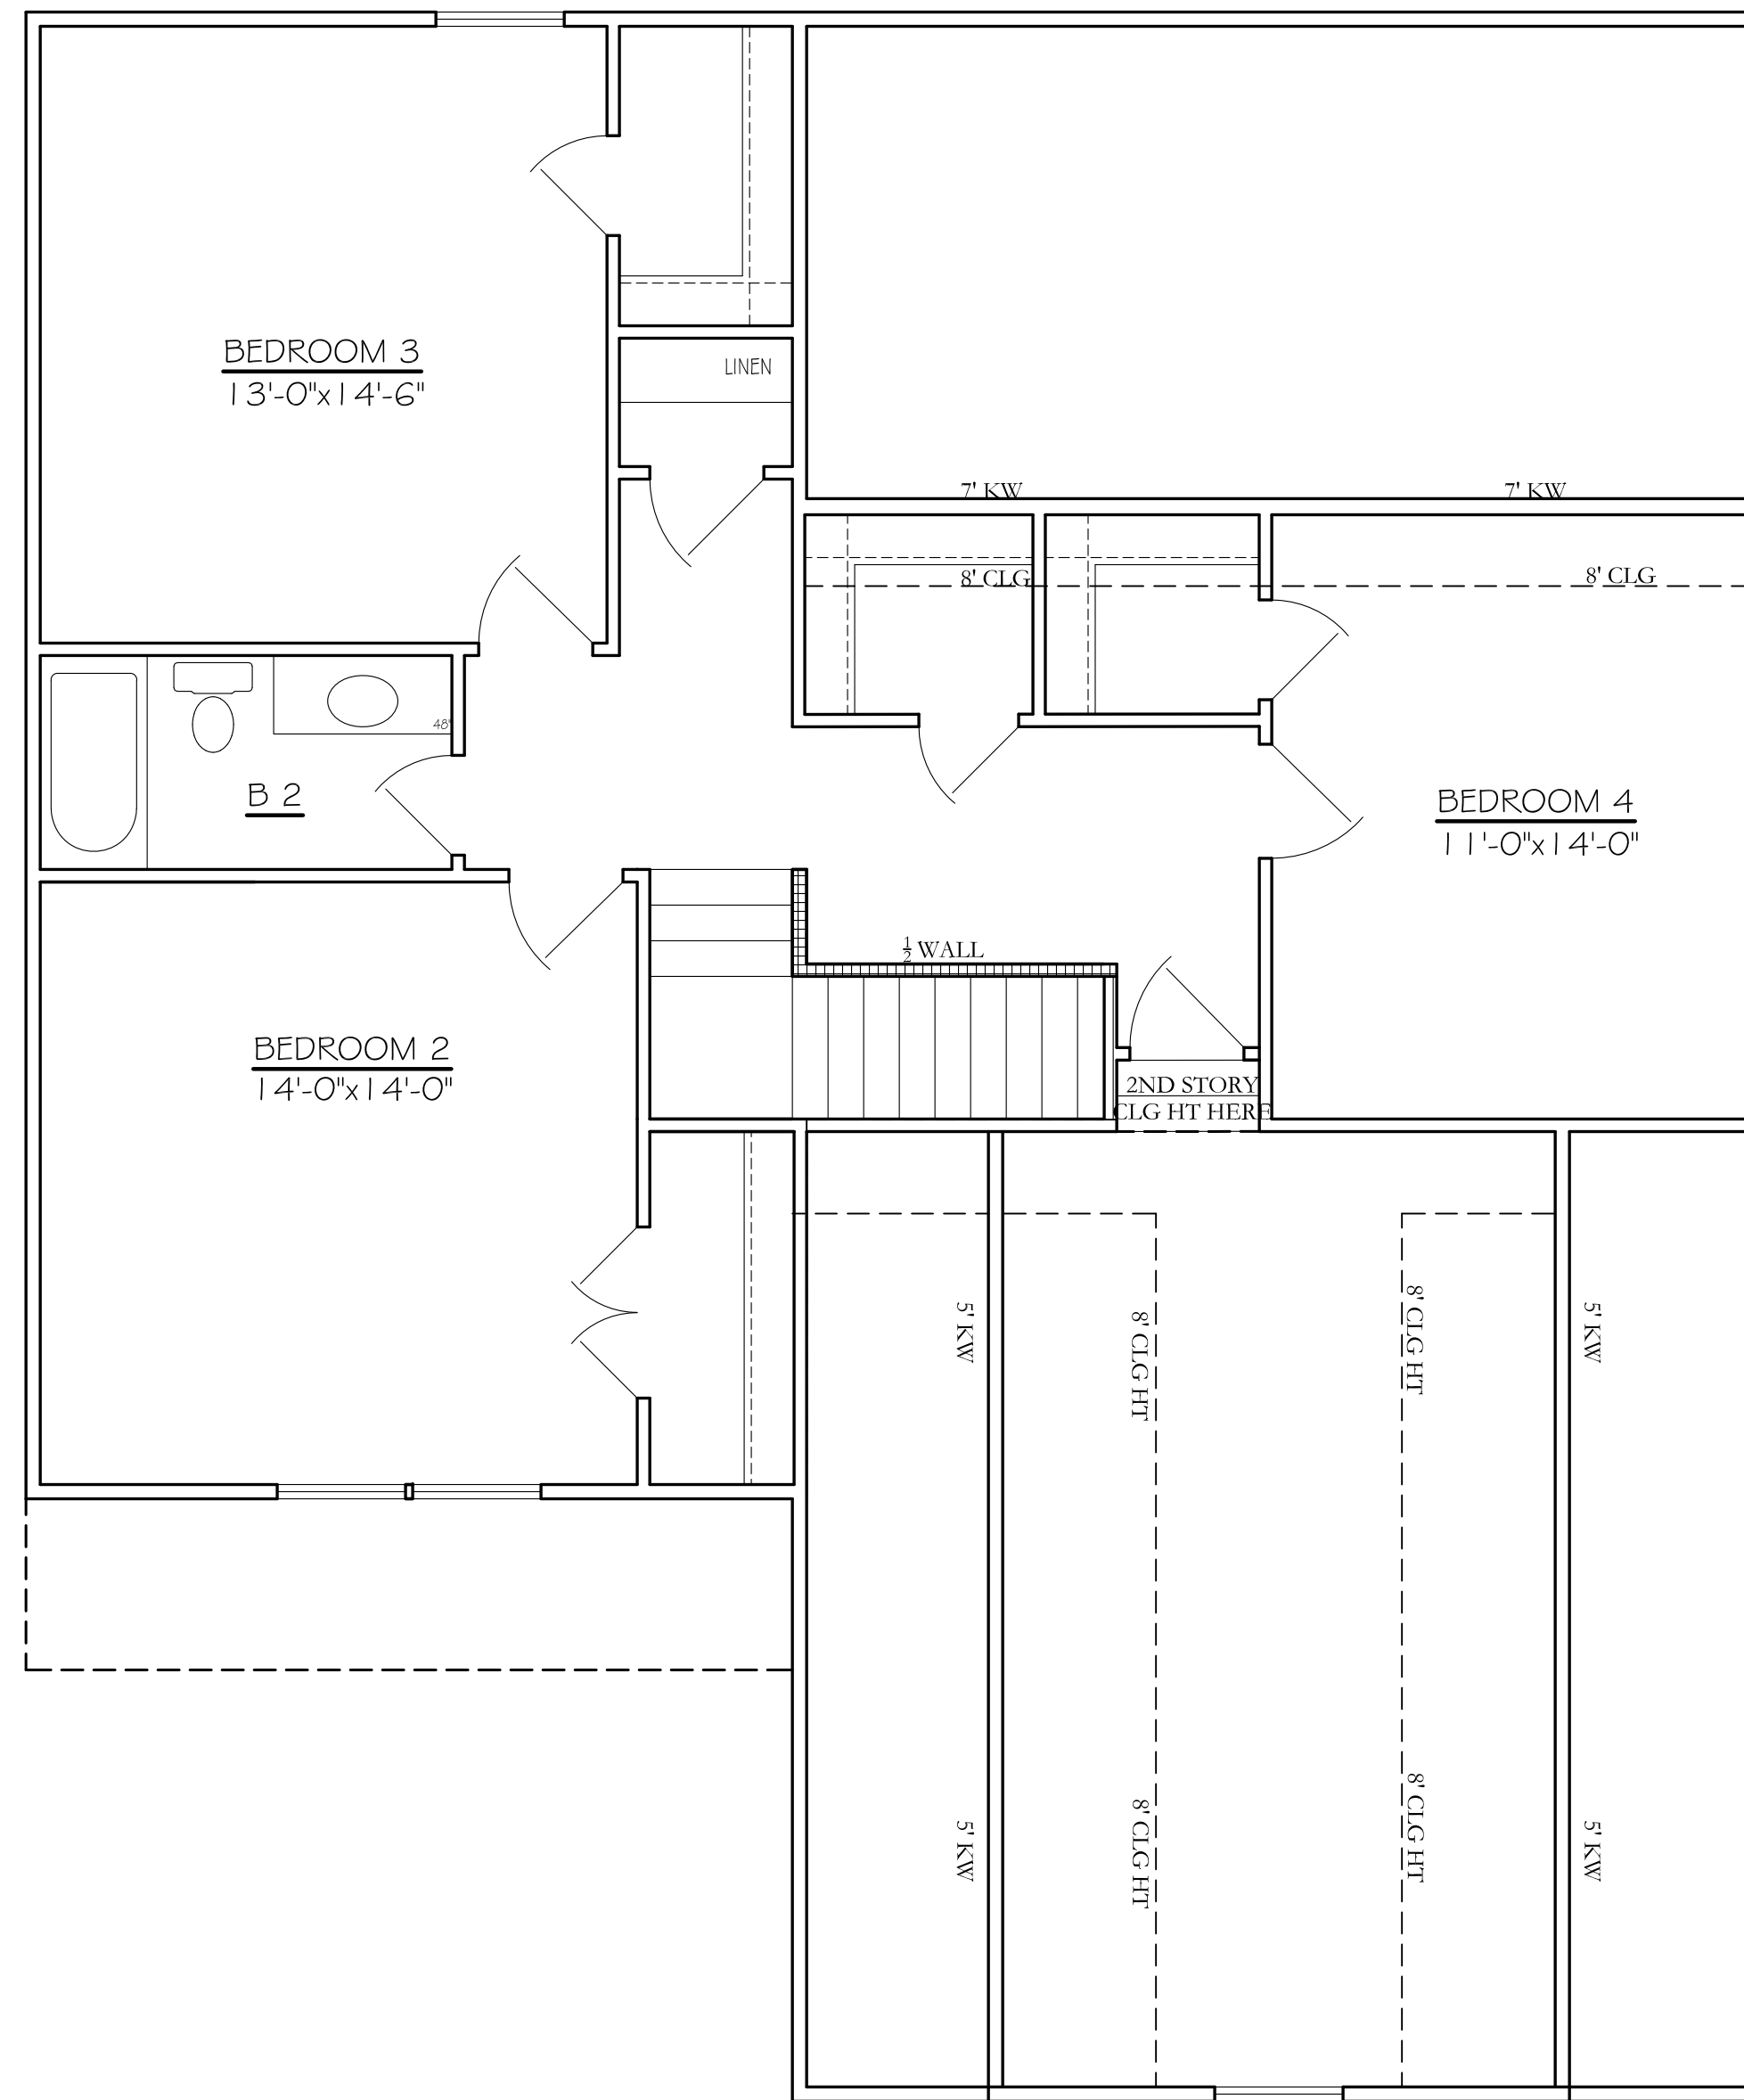 BEDROOM 3
13'-0"x14'-6"
LINEN
7' KW
7' KW
8' CLG
8' CLG
48"
B 2
BEDROOM 4
11'-0"x14'-0"
½ WALL
BEDROOM 2
14'-0"x14'-0"
2ND STORY
CLG HT HERE
5' KW
8' CLG HT
8' CLG HT
5' KW
5' KW
8' CLG HT
8' CLG HT
5' KW